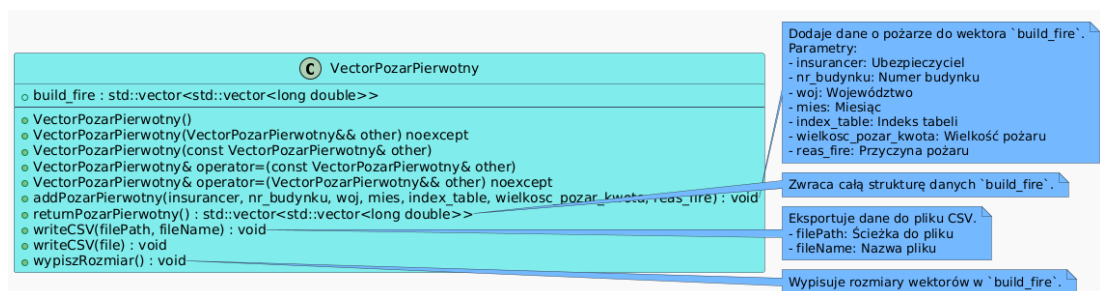 C VectorPozarPierwotny
build_fire : std::vector<std::vector<long double>>
VectorPozarPierwotny()
VectorPozarPierwotny(VectorPozarPierwotny&& other) noexcept
VectorPozarPierwotny(const VectorPozarPierwotny& other)
VectorPozarPierwotny& operator=(const VectorPozarPierwotny& other)
VectorPozarPierwotny& operator=(VectorPozarPierwotny&& other) noexcept
addPozarPierwotny(insurancer, nr_budynku, woj, mies, index_table, wielkosc_pozar_kwota, reas_fire) : void
returnPozarPierwotny() : std::vector<std::vector<long double>>
writeCSV(filePath, fileName) : void
writeCSV(file) : void
wypiszRozmiar() : void
Dodaje dane o pożarze do wektora `build_fire`.
Parametry:
- insurancer: Ubezpieczyciel
- nr_budynku: Numer budynku
- woj: Województwo
- mies: Miesiąc
- index_table: Indeks tabeli
- wielkosc_pozar_kwota: Wielkość pożaru
- reas_fire: Przyczyna pożaru
Zwraca całą strukturę danych `build_fire`.
Eksportuje dane do pliku CSV.
- filePath: Ścieżka do pliku
- fileName: Nazwa pliku
Wypisuje rozmiary wektorów w `build_fire`.